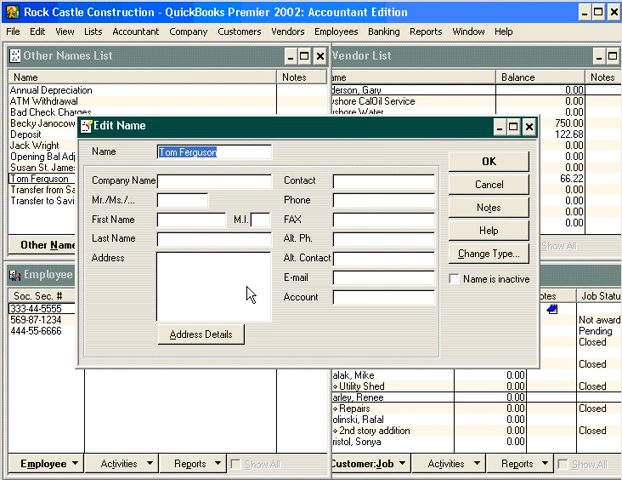 Rock Castle Construction - QuickBooks Premier 2002: Accountant Edition
File Edit View Lists Accountant Company Customers Vendors Employees Banking Reports Window Help
Other Names List
Name Notes
Annual Depreciation
ATM Withdrawal
Bad Check Charges
Becky Janocow
Deposit
Jack Wright
Opening Bal Adj
Susan St. James
Tom Ferguson
Transfer from Sa
Transfer to Savi
Other Name
Vendor List
ame Balance Notes
derson, Gary 0.00
yshore CalOil Service 0.00
yshore Water 0.00
750.00
122.68
0.00
0.00
0.00
66.22
0.00
0.00
0.00
0.00
Show All
Edit Name
Name Tom Ferguson
Company Name
Mr./Ms./...
First Name M.I.
Last Name
Address
Address Details
Contact
Phone
FAX
Alt. Ph.
Alt. Contact
E-mail
Account
OK
Cancel
Notes
Help
Change Type...
Name is inactive
Employee
Soc. Sec. #
333-44-5555
569-87-1234
444-55-6666
Employee Activities Reports Show All
otes Job Statu
Not award
Pending
Closed
Closed
alak, Mike 0.00
Utility Shed 0.00 Closed
arley, Renee 0.00
Repairs 0.00 Closed
olinski, Rafal 0.00
2nd story addition 0.00 Closed
ristol, Sonya 0.00
Customer:Job Activities Reports Show All